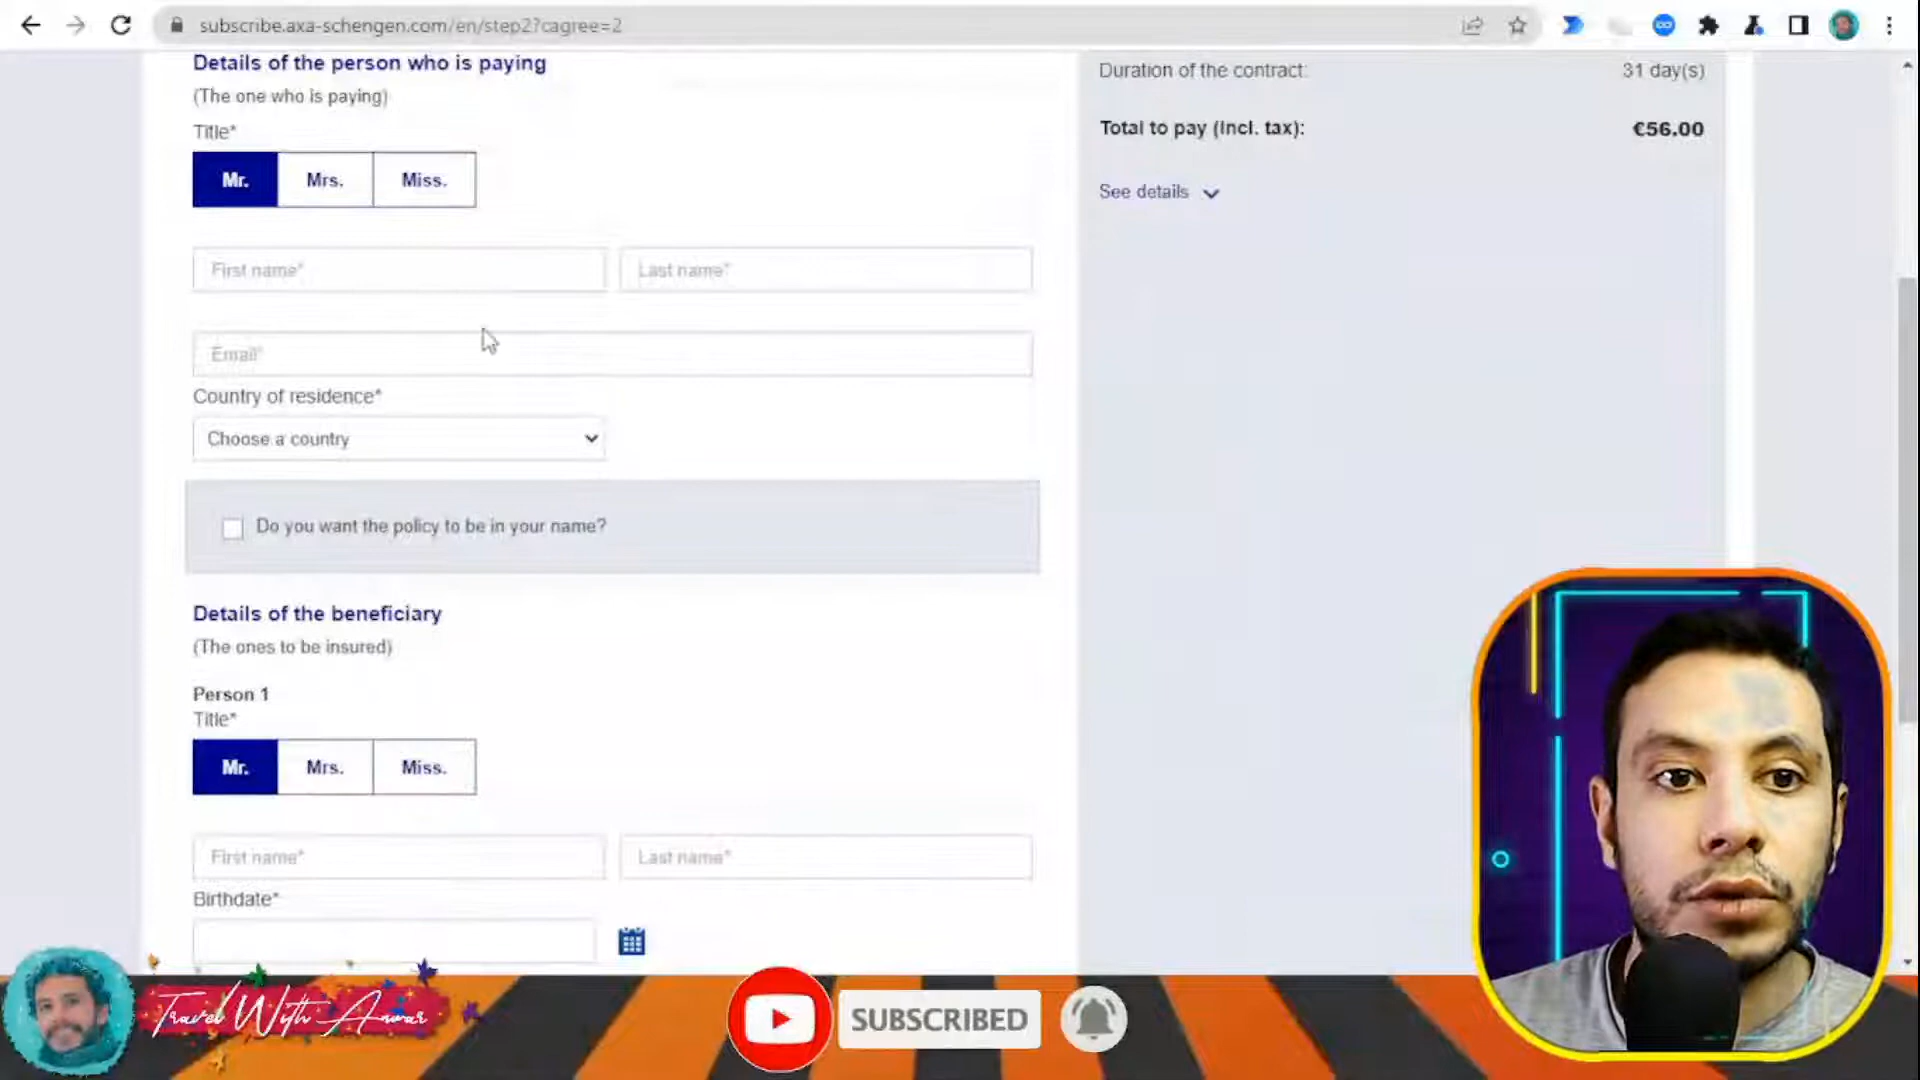 subscribe.axa-schengen.com/en/step2?cagree=2
Details of the person who is paying
(The one who is paying)
Title*
Mr.
Mrs.
Miss.
First name*
Last name*
Email*
Country of residence*
Choose a country
Do you want the policy to be in your name?
Details of the beneficiary
(The ones to be insured)
Person 1
Title*
Mr.
Mrs.
Miss.
First name*
Last name*
Birthdate*
Duration of the contract:
31 day(s)
Total to pay (incl. tax):
€56.00
See details
Travel With Anwar
SUBSCRIBED